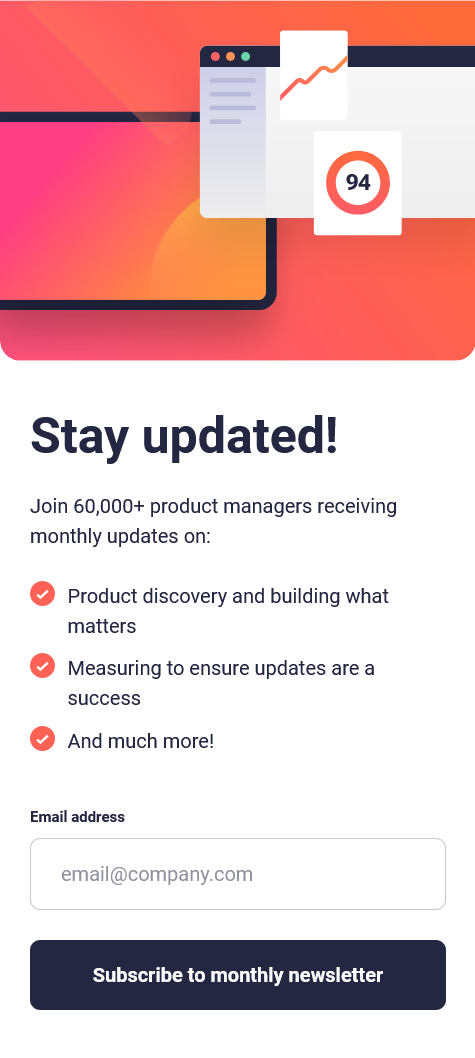 94
Stay updated!
Join 60,000+ product managers receiving
monthly updates on:
Product discovery and building what
matters
Measuring to ensure updates are a
success
And much more!
Email address
email@company.com
Subscribe to monthly newsletter